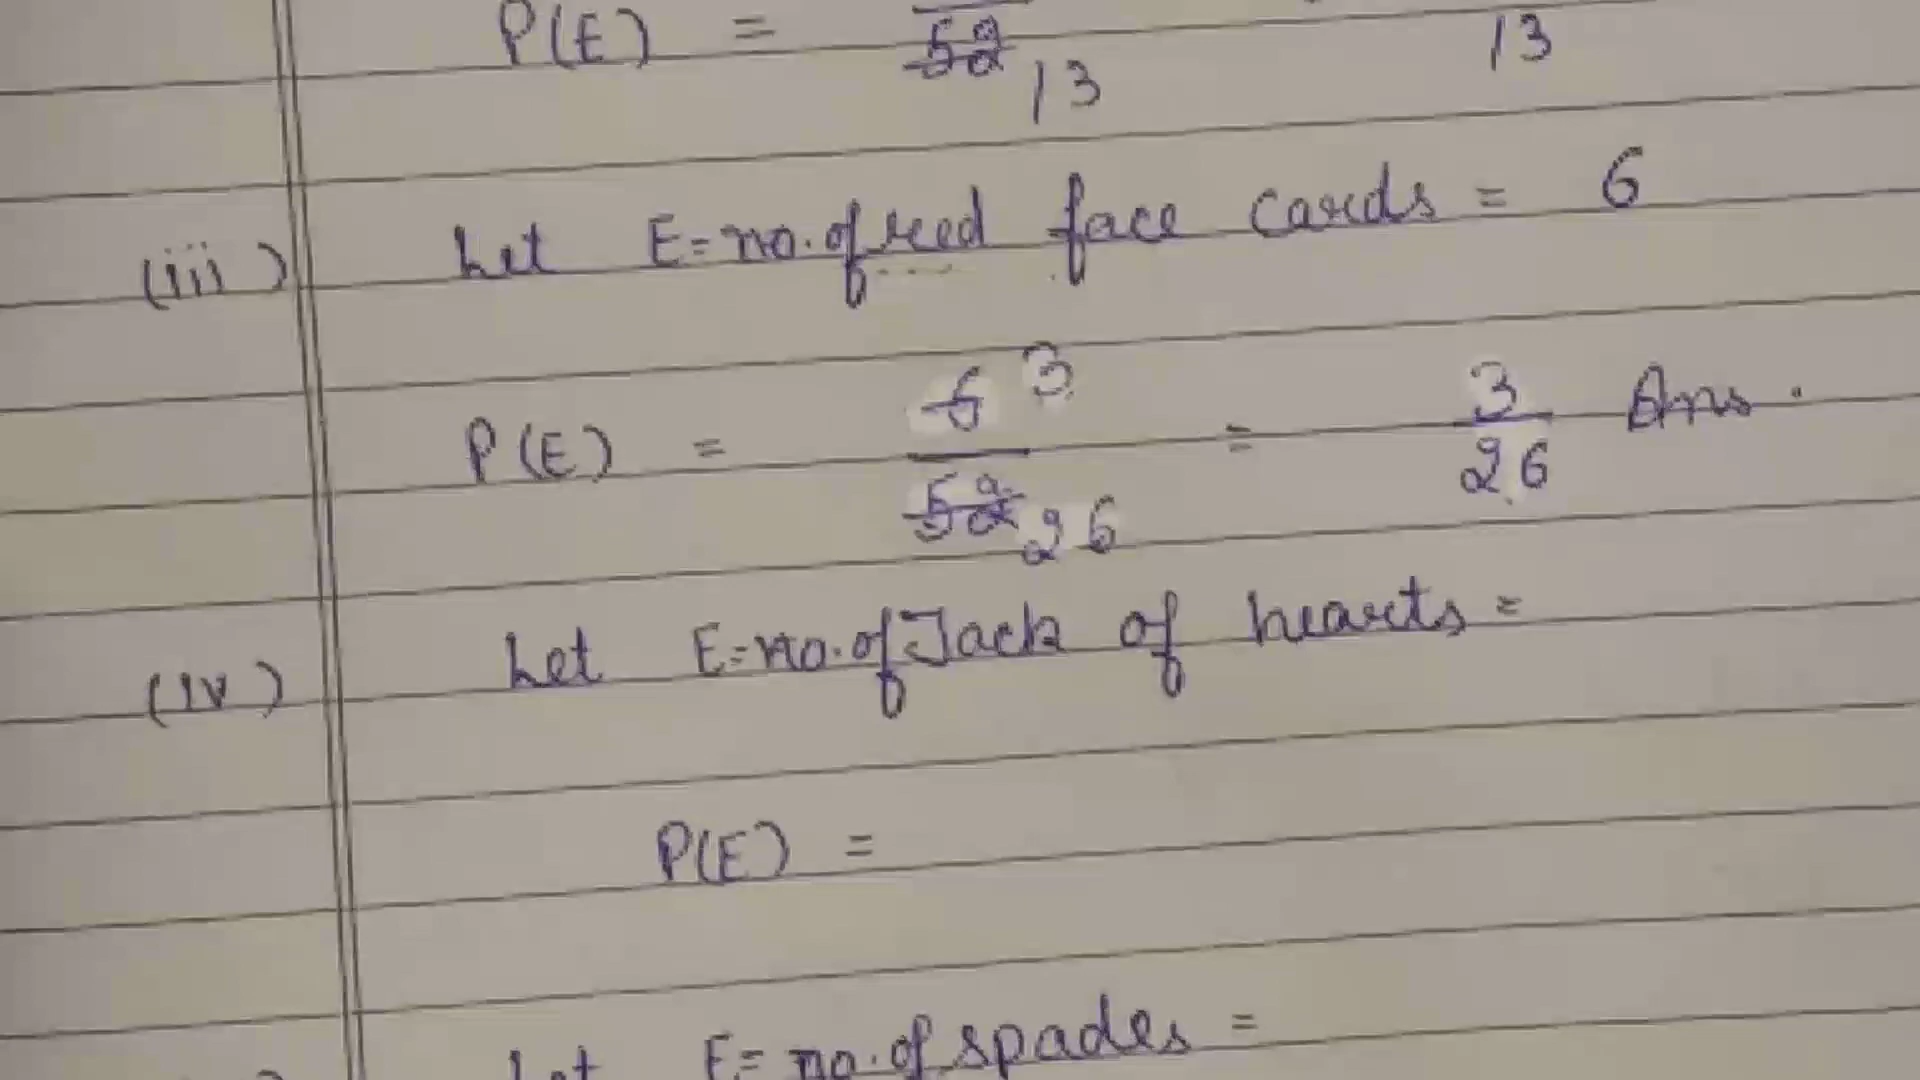 P(E) = 52 13 13
(iii) Let E=no.of red face cards = 6
P(E) = 6 3 / 52 26 = 3/26 Ans.
(iv) Let E=no.of Jack of hearts =
P(E) =
Let E= no.of spades =